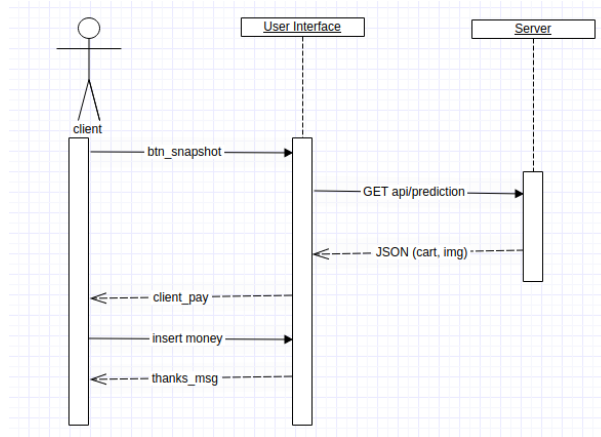 User Interface
Server
client
btn_snapshot
GET api/prediction
JSON (cart, img)
client_pay
insert money
thanks_msg